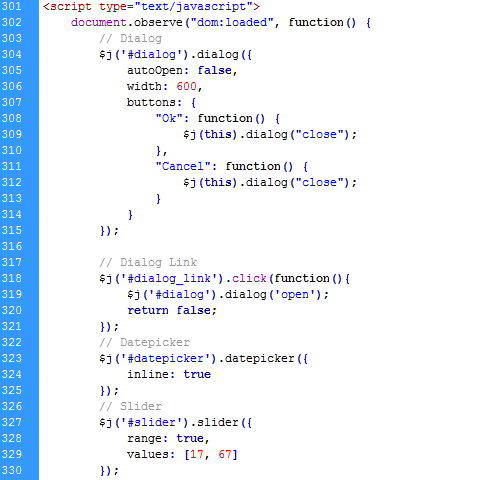 301 <script type="text/javascript">
302     document.observe("dom:loaded", function() {
303         // Dialog
304         $j('#dialog').dialog({
305             autoOpen: false,
306             width: 600,
307             buttons: {
308                 "Ok": function() {
309                     $j(this).dialog("close");
310                 },
311                 "Cancel": function() {
312                     $j(this).dialog("close");
313                 }
314             }
315         });
316
317         // Dialog Link
318         $j('#dialog_link').click(function(){
319             $j('#dialog').dialog('open');
320             return false;
321         });
322         // Datepicker
323         $j('#datepicker').datepicker({
324             inline: true
325         });
326         // Slider
327         $j('#slider').slider({
328             range: true,
329             values: [17, 67]
330         });